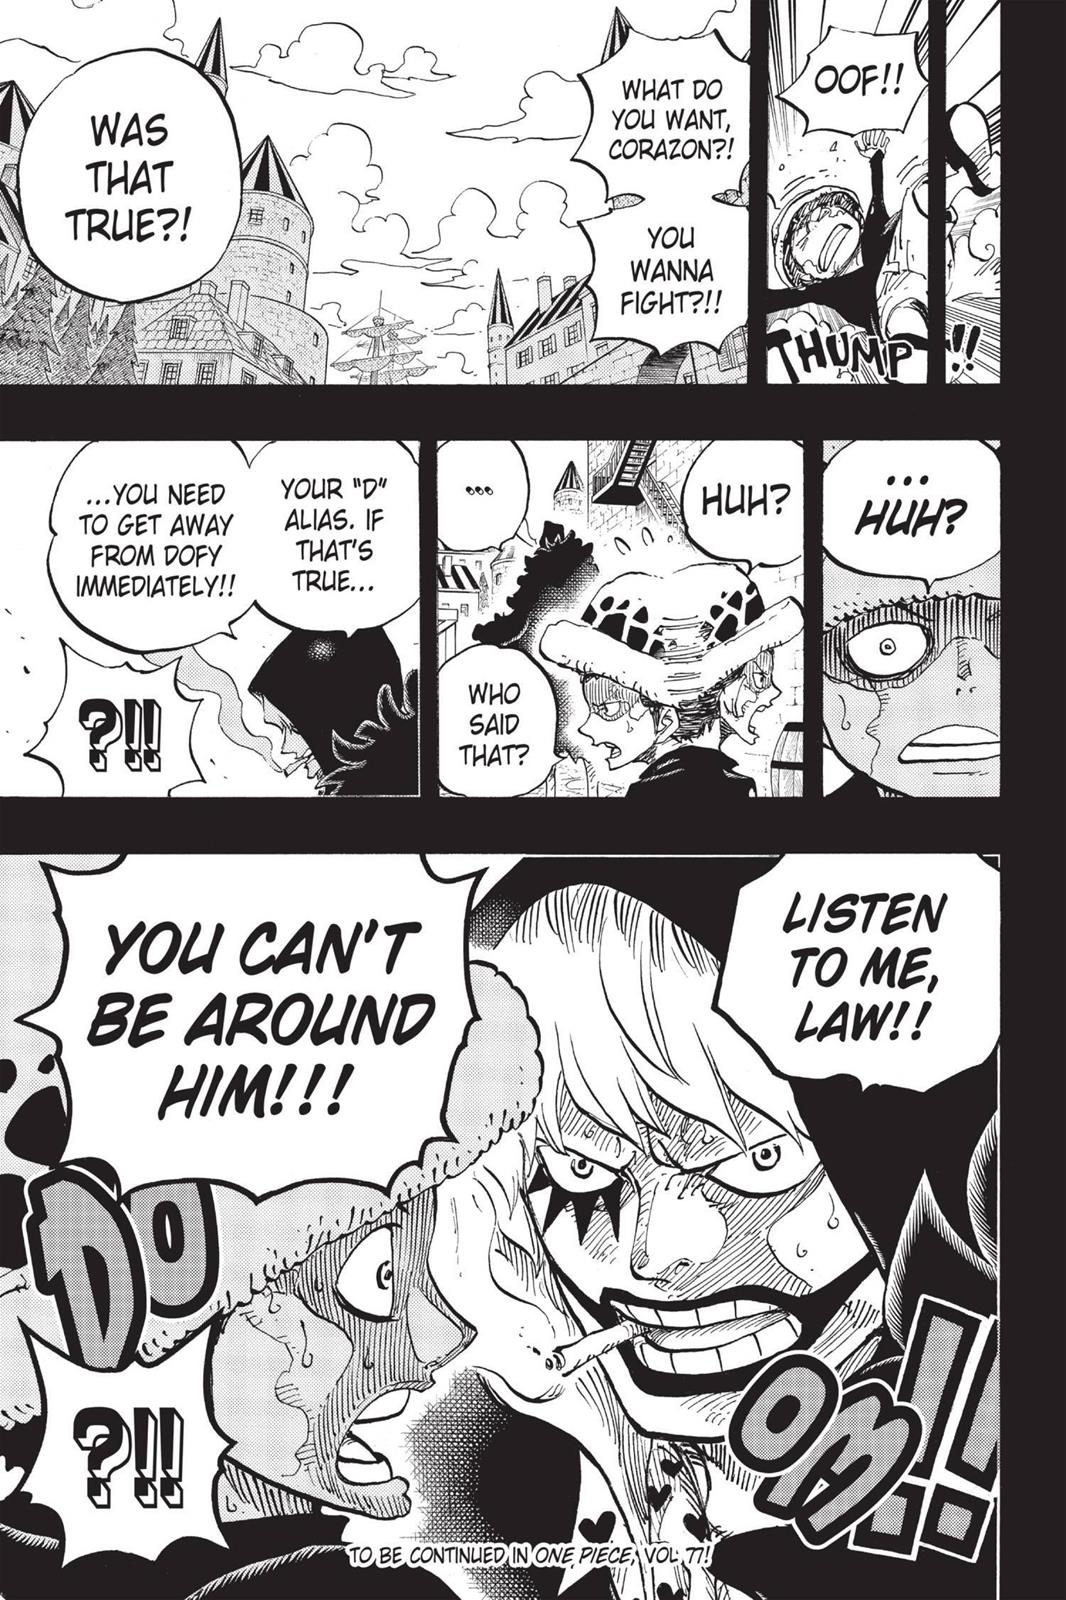 OOF!!
THUMP
!!
WHAT DO
YOU WANT,
CORAZON?!
YOU
WANNA
FIGHT?!!
WAS
THAT
TRUE?!
...
HUH?
HUH?
...
WHO
SAID
THAT?
YOUR "D"
ALIAS. IF
THAT'S
TRUE...
...YOU NEED
TO GET AWAY
FROM DOFY
IMMEDIATELY!!
?!!
LISTEN
TO ME,
LAW!!
YOU CAN'T
BE AROUND
HIM!!!
DO
OM!!
?!!
TO BE CONTINUED IN ONE PIECE, VOL 77!